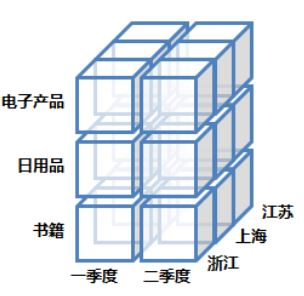 电子产品
日用品
书籍
江苏
上海
浙江
一季度 二季度